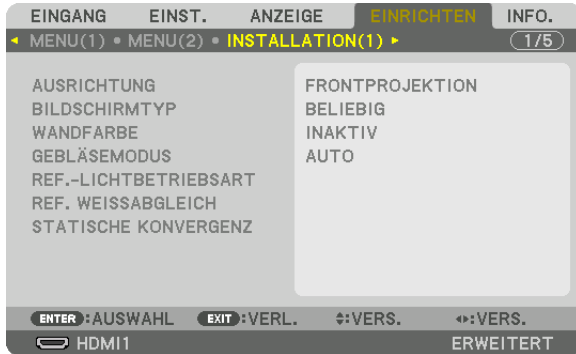 EINGANG EINST. ANZEIGE EINRICHTEN INFO.
◂ MENU(1) • MENU(2) • INSTALLATION(1) ▸ 1/5
AUSRICHTUNG FRONTPROJEKTION
BILDSCHIRMTYP BELIEBIG
WANDFARBE INAKTIV
GEBLÄSEMODUS AUTO
REF.-LICHTBETRIEBSART
REF. WEISSABGLEICH
STATISCHE KONVERGENZ
ENTER :AUSWAHL EXIT :VERL. :VERS. :VERS.
HDMI1 ERWEITERT